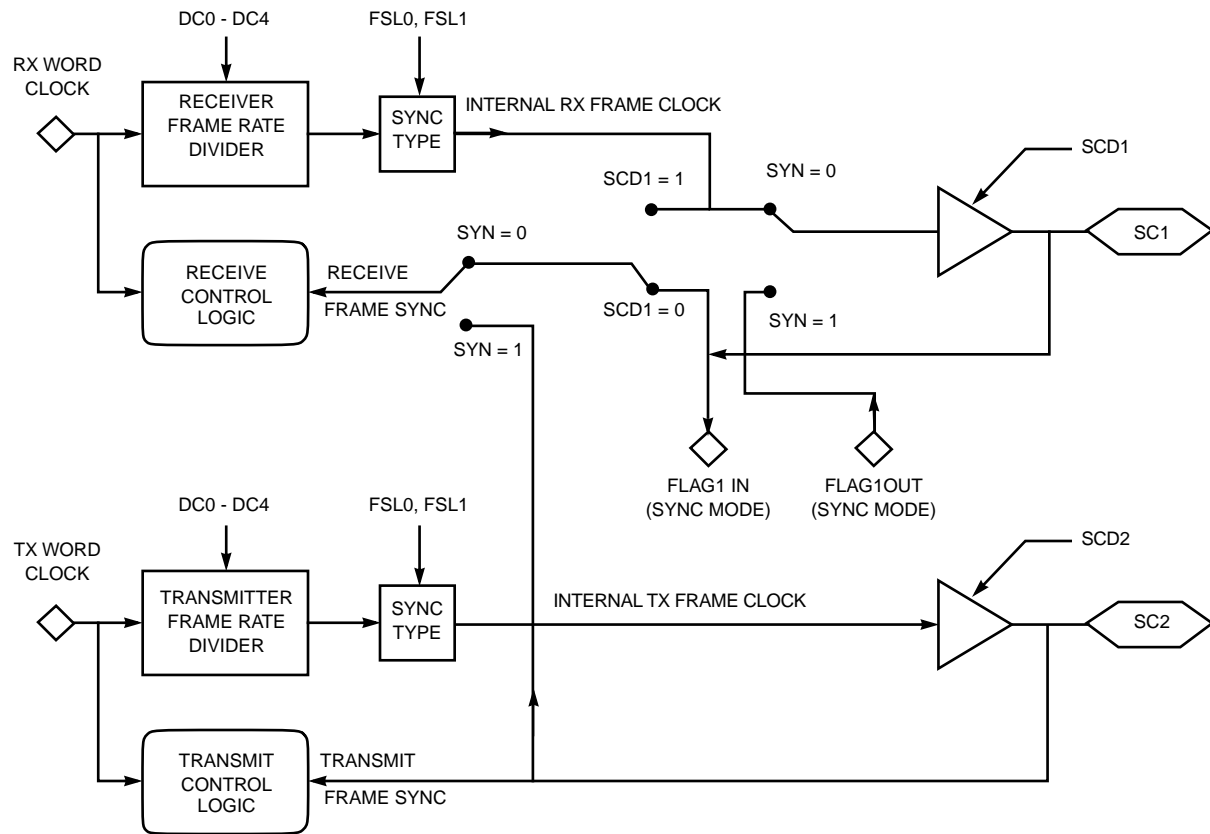 DC0 - DC4
FSL0, FSL1
RX WORD
CLOCK
RECEIVER
FRAME RATE
DIVIDER
SYNC
TYPE
INTERNAL RX FRAME CLOCK
SCD1 = 1
SYN = 0
SCD1
SC1
RECEIVE
CONTROL
LOGIC
RECEIVE
FRAME SYNC
SYN = 0
SCD1 = 0
SYN = 1
SYN = 1
FLAG1 IN
(SYNC MODE)
FLAG1OUT
(SYNC MODE)
DC0 - DC4
FSL0, FSL1
TX WORD
CLOCK
TRANSMITTER
FRAME RATE
DIVIDER
SYNC
TYPE
INTERNAL TX FRAME CLOCK
SCD2
SC2
TRANSMIT
CONTROL
LOGIC
TRANSMIT
FRAME SYNC